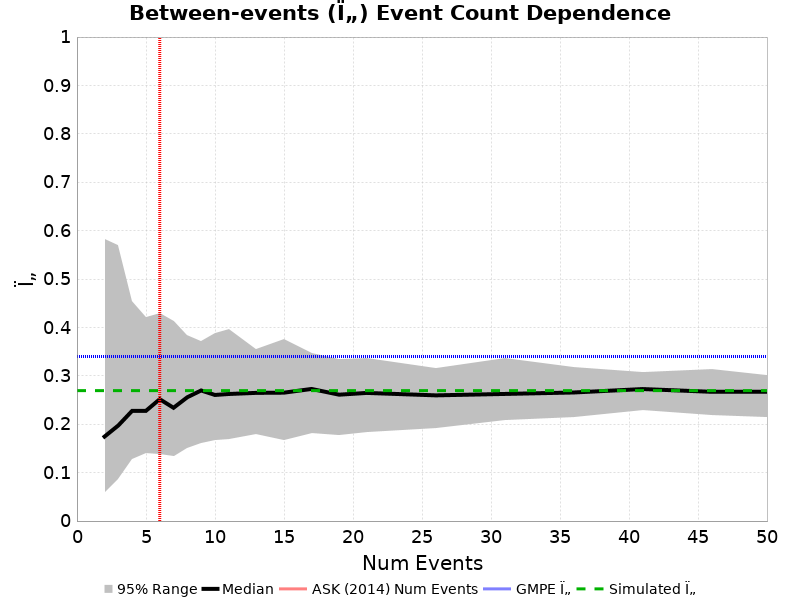 Between-events (Ï„) Event Count Dependence
1
0.9
0.8
0.7
0.6
0.5
0.4
0.3
0.2
0.1
0
Ï„
0 5 10 15 20 25 30 35 40 45 50
Num Events
95% Range Median ASK (2014) Num Events GMPE Ï„ Simulated Ï„